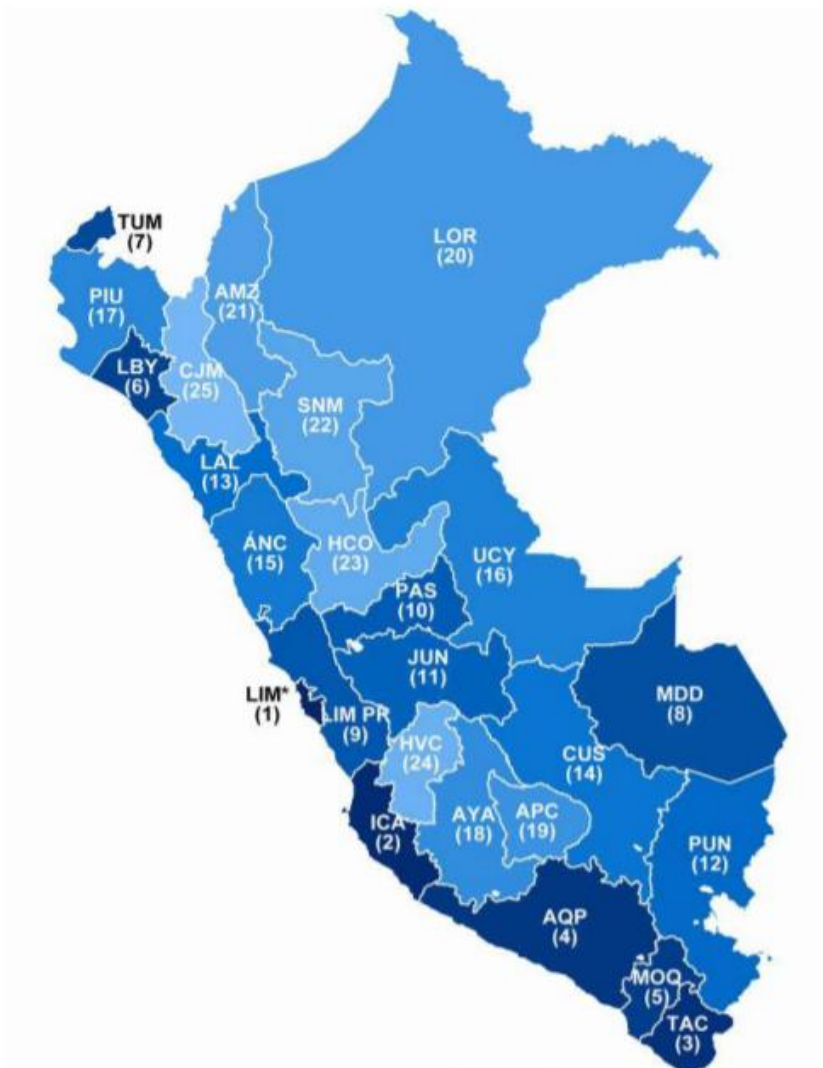 TUM
(7)
LOR
(20)
PIU
(17)
AMZ
(21)
LBY
(6)
CJM
(25)
SNM
(22)
LAL
(13)
ÁNC
(15)
HCO
(23)
UCY
(16)
PAS
(10)
JUN
(11)
LIM*
(1)
LIM PR
(9)
MDD
(8)
HVC
(24)
CUS
(14)
ICA
(2)
AYA
(18)
APC
(19)
PUN
(12)
AQP
(4)
MOQ
(5)
TAC
(3)